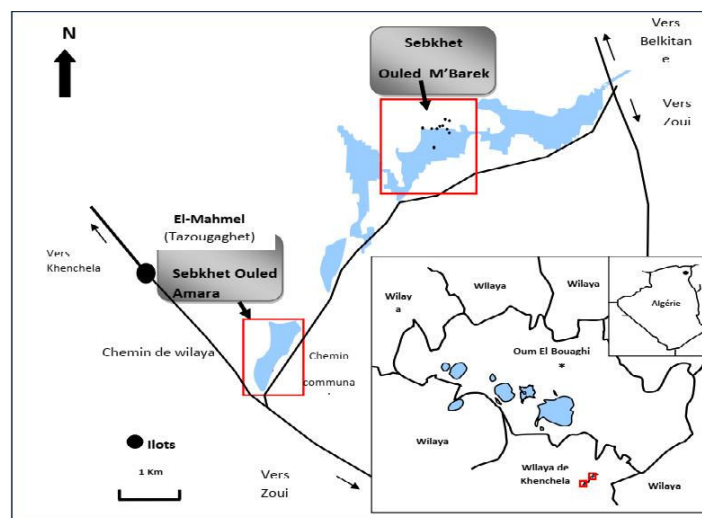 N
Sebkhet
Ouled M'Barek
Vers
Belkitan
e
Vers
Zoui
El-Mahmel
(Tazougaghet)
Vers
Khenchela
Sebkhet Ouled
Amara
Chemin de wilaya
Chemin
communa
Ilots
1 Km
Vers
Zoui
Wilay
a
Wilaya
Wilaya
Algérie
Oum El Bouaghi
*
Wilaya
Wilaya de
Khenchela
Wilaya